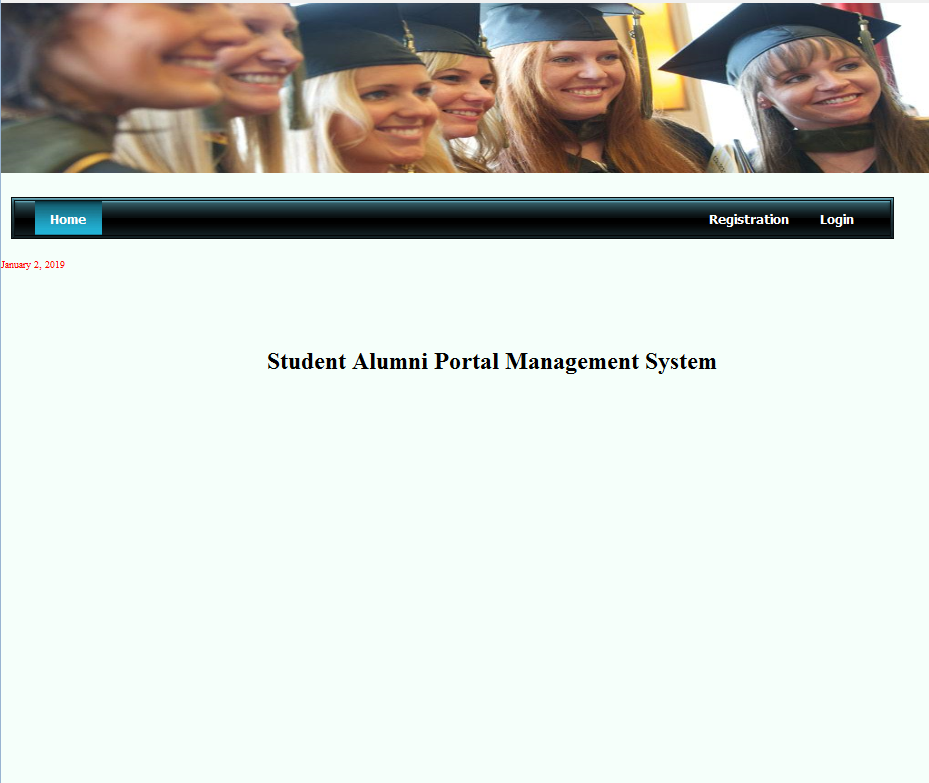 Home
Registration
Login
January 2, 2019
Student Alumni Portal Management System